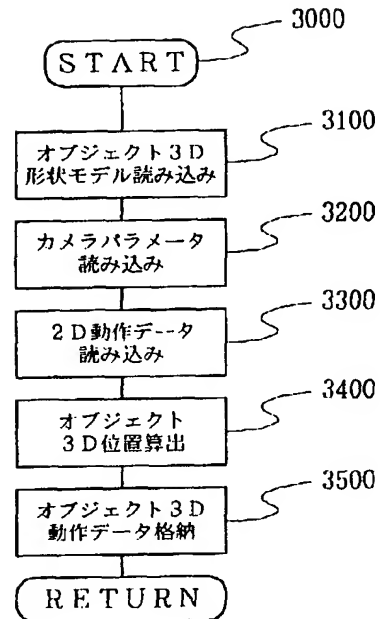 3000
START
3100
オブジェクト3D
形状モデル読み込み
3200
カメラパラメータ
読み込み
3300
2D動作データ
読み込み
3400
オブジェクト
3D位置算出
3500
オブジェクト3D
動作データ格納
RETURN